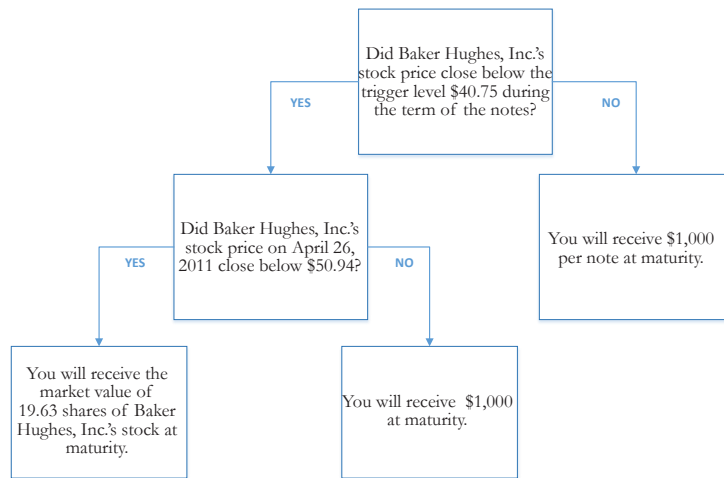 Did Baker Hughes, Inc.'s
stock price close below the
trigger level $40.75 during
the term of the notes?
YES
NO
Did Baker Hughes, Inc.'s
stock price on April 26,
2011 close below $50.94?
You will receive $1,000
per note at maturity.
YES
NO
You will receive the
market value of
19.63 shares of Baker
Hughes, Inc.'s stock at
maturity.
You will receive $1,000
at maturity.